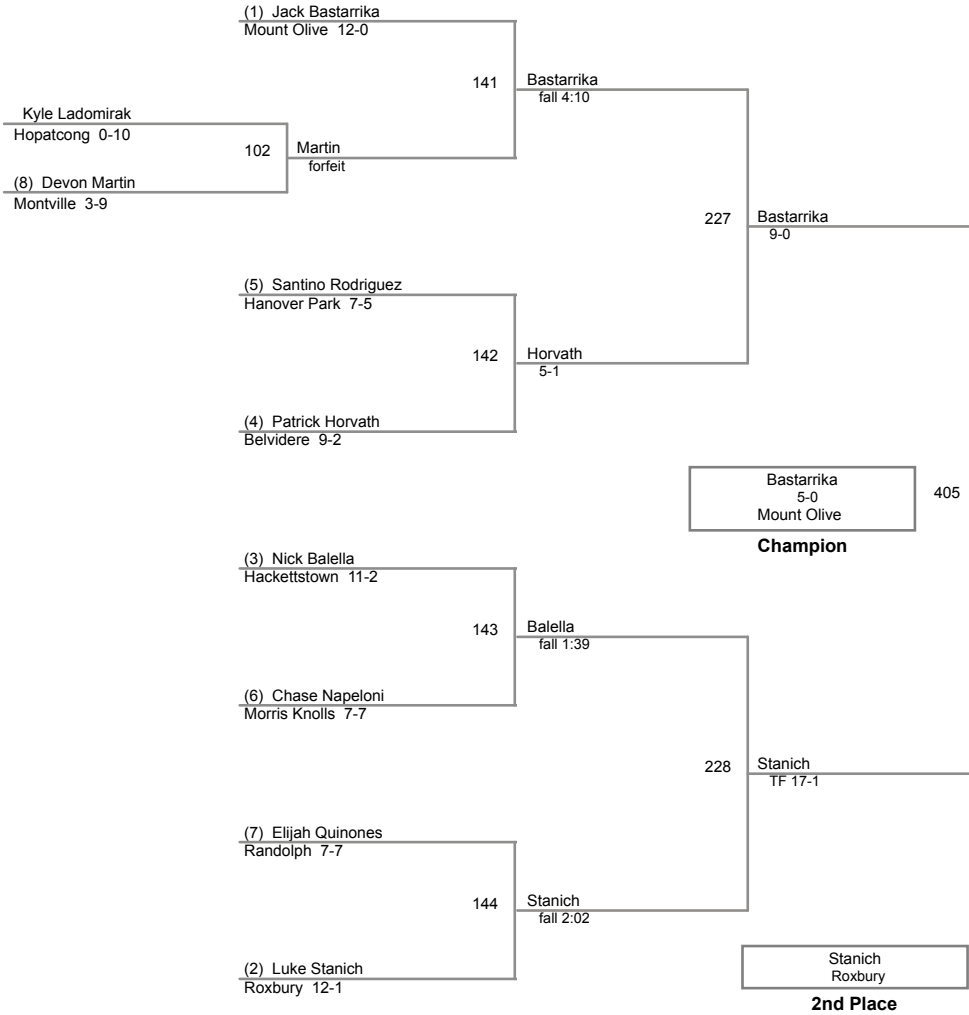 (1) Jack Bastarrika
Mount Olive 12-0
141
Bastarrika
fall 4:10
Kyle Ladomirak
Hopatcong 0-10
102
Martin
forfeit
(8) Devon Martin
Montville 3-9
227
Bastarrika
9-0
(5) Santino Rodriguez
Hanover Park 7-5
142
Horvath
5-1
(4) Patrick Horvath
Belvidere 9-2
Bastarrika
5-0
Mount Olive
405
Champion
(3) Nick Balella
Hackettstown 11-2
143
Balella
fall 1:39
(6) Chase Napeloni
Morris Knolls 7-7
228
Stanich
TF 17-1
(7) Elijah Quinones
Randolph 7-7
144
Stanich
fall 2:02
(2) Luke Stanich
Roxbury 12-1
Stanich
Roxbury
2nd Place